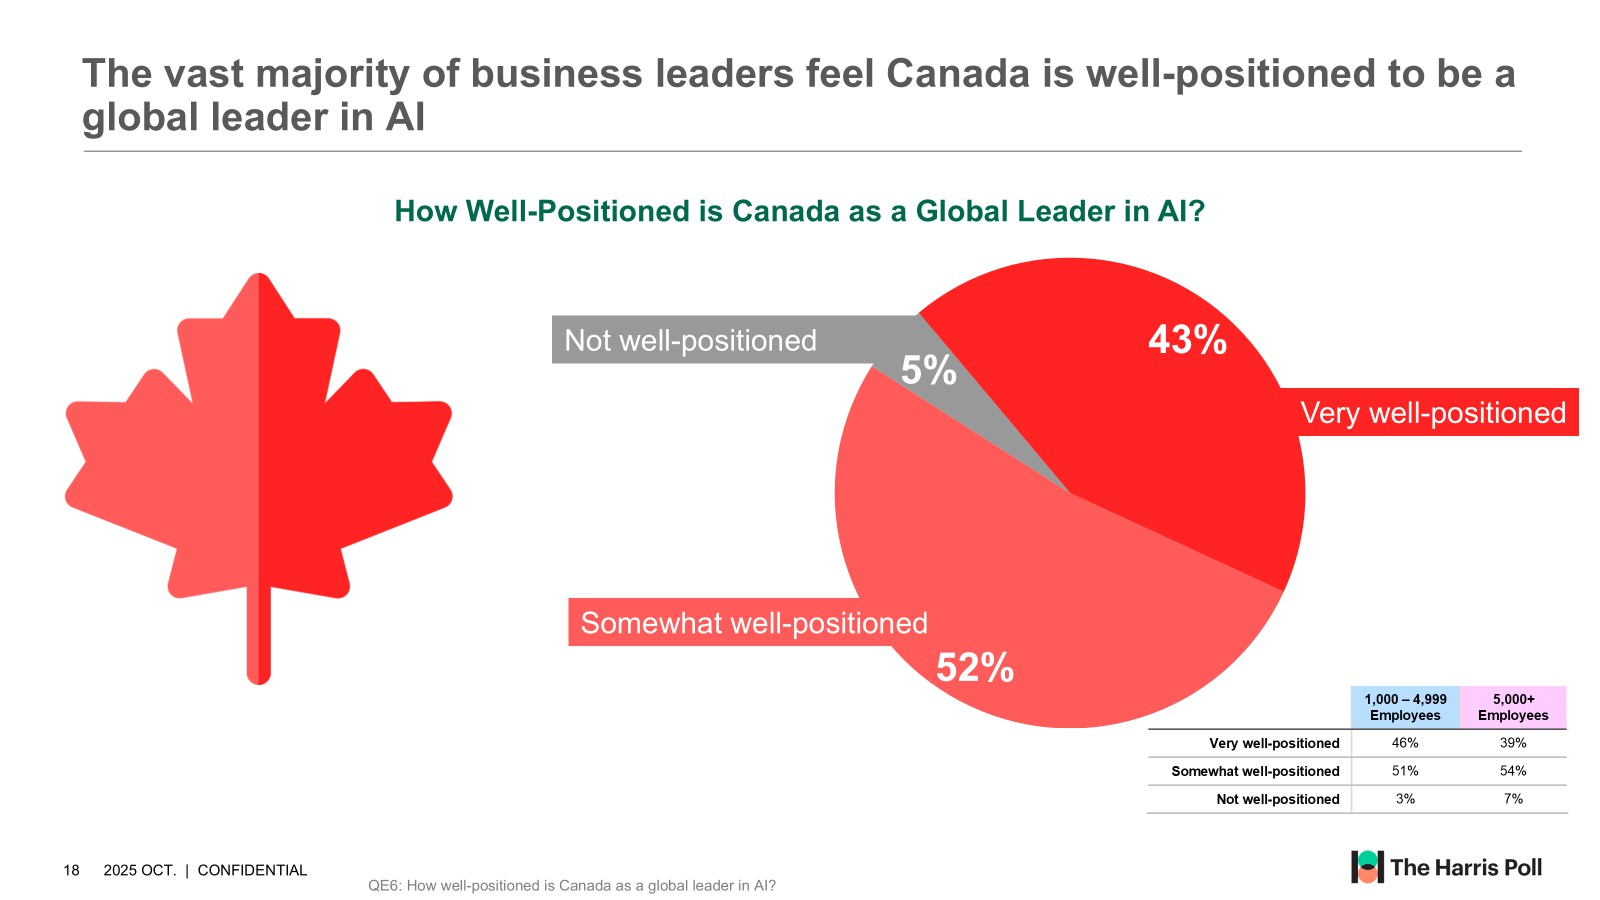 The vast majority of business leaders feel Canada is well-positioned to be a
global leader in AI
How Well-Positioned is Canada as a Global Leader in AI?
Not well-positioned
5%
43%
Very well-positioned
Somewhat well-positioned
52%
1,000 – 4,999 5,000+
Employees Employees
Very well-positioned 46% 39%
Somewhat well-positioned 51% 54%
Not well-positioned 3% 7%
18 2025 OCT. | CONFIDENTIAL
QE6: How well-positioned is Canada as a global leader in AI?
The Harris Poll